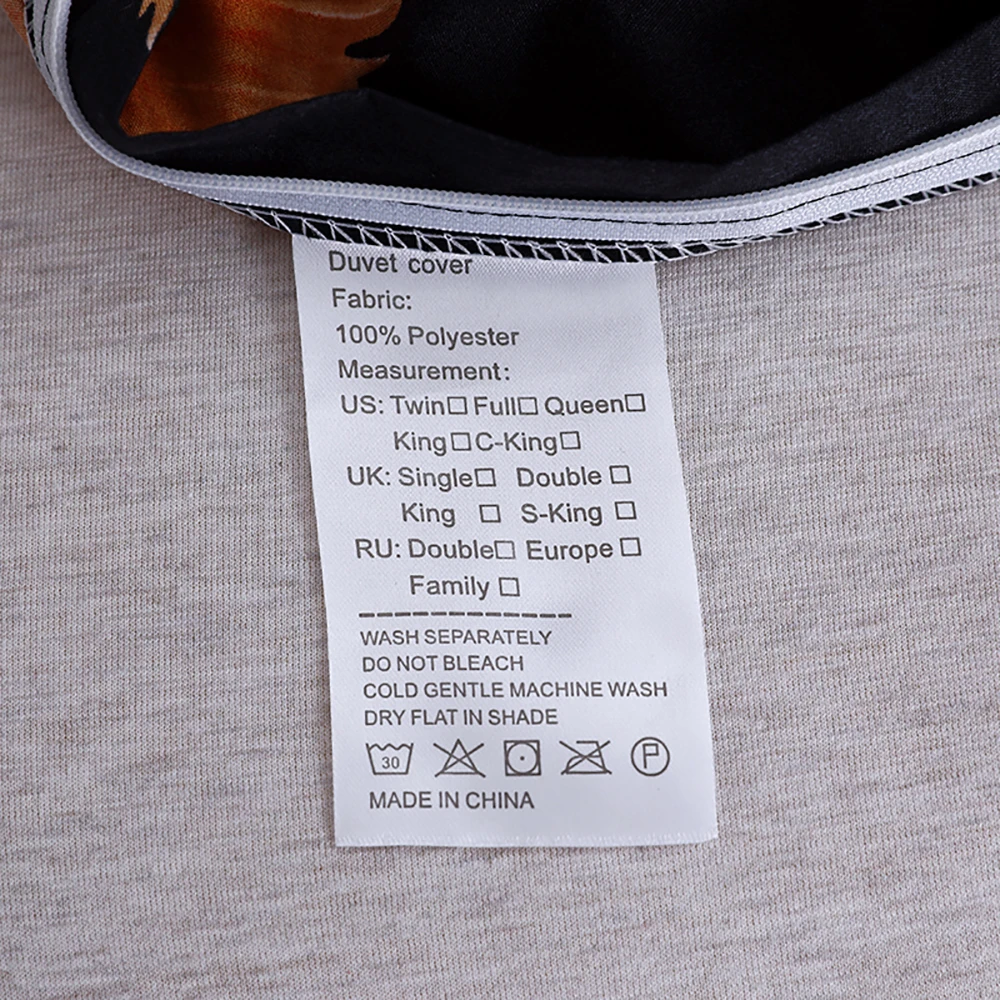 Duvet cover
Fabric:
100% Polyester
Measurement:
US: Twin□ Full□ Queen□
King□ C-King□
UK: Single□ Double □
King □ S-King □
RU: Double□ Europe □
Family □
WASH SEPARATELY
DO NOT BLEACH
COLD GENTLE MACHINE WASH
DRY FLAT IN SHADE
30 P
MADE IN CHINA